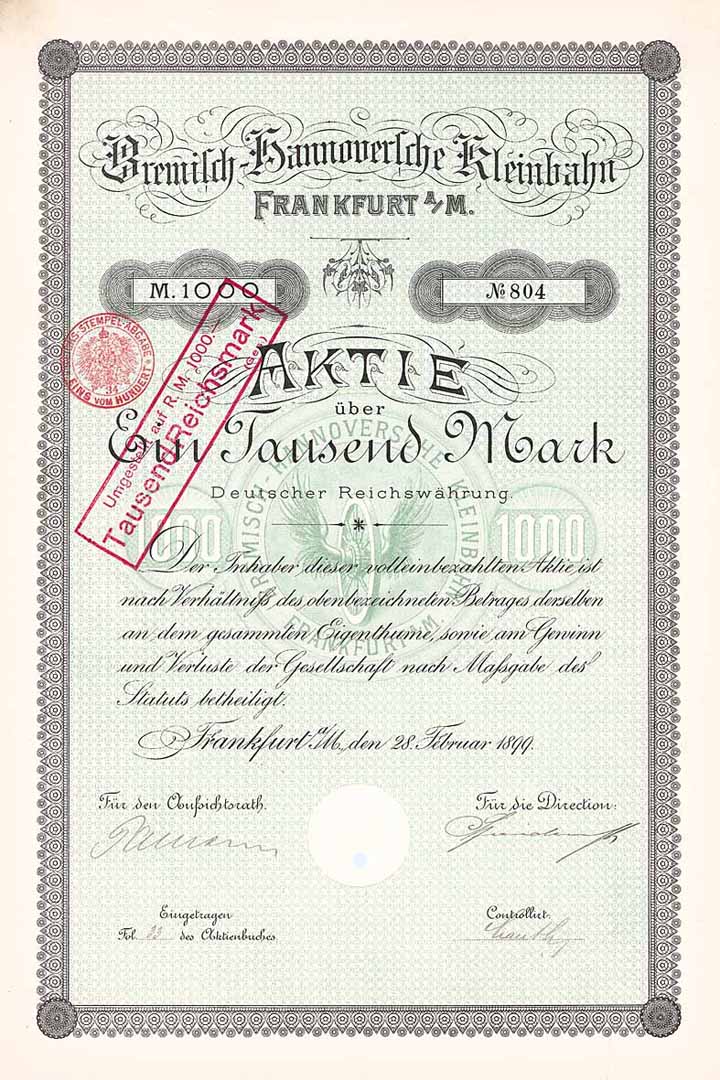 Bremisch-Hannoversche Kleinbahn
FRANKFURT A/M.
M. 1000
No 804
STEMPEL-ABGABE
34
EINS VOM HUNDERT
Umgestellt auf R. M. 1000.—
Tausend Reichsmark
AKTIE
über
Ein Tausend Mark
Deutscher Reichswährung.
BREMISCH-HANNOVERSCHE KLEINBAHN
FRANKFURT A/M
1000
1000
Der Inhaber dieser volleinbezahlten Aktie ist
nach Verhältniß des obenbezeichneten Betrages derselben
an dem gesammten Eigenthume, sowie am Gewinn
und Verluste der Gesellschaft nach Maßgabe des
Statuts betheiligt.
Frankfurt a/M, den 28. Februar 1899.
Für den Aufsichtsrath.
Für die Direction:
Eingetragen
Fol. 23 des Aktienbuches.
Controllirt: